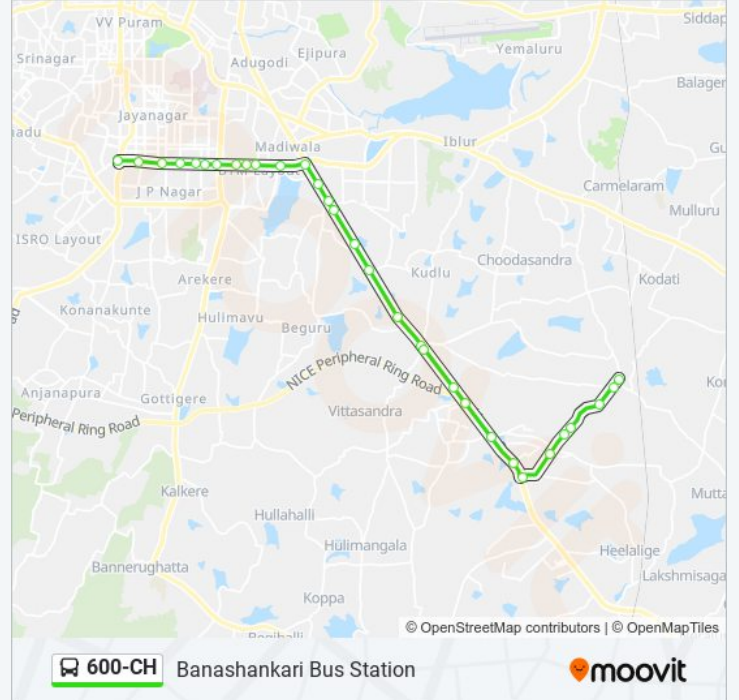 VV Puram
Siddap
Srinagar
Adugodi
Ejipura
Yemaluru
Balager
Jayanagar
adu
Madiwala
Iblur
Gu
J P Nagar
Carmelaram
Mulluru
ISRO Layout
Choodasandra
Arekere
Kudlu
Kodati
Konanakunte
Hulimavu
Beguru
NICE Peripheral Ring Road
Anjanapura
Gottigere
Vittasandra
Peripheral Ring Road
Kalkere
Mutta
Hullahalli
Hulimangala
Heelalige
Bannerughatta
Lakshmisaga
Koppa
© OpenStreetMap contributors | © OpenMapTiles
600-CH
Banashankari Bus Station
moovit